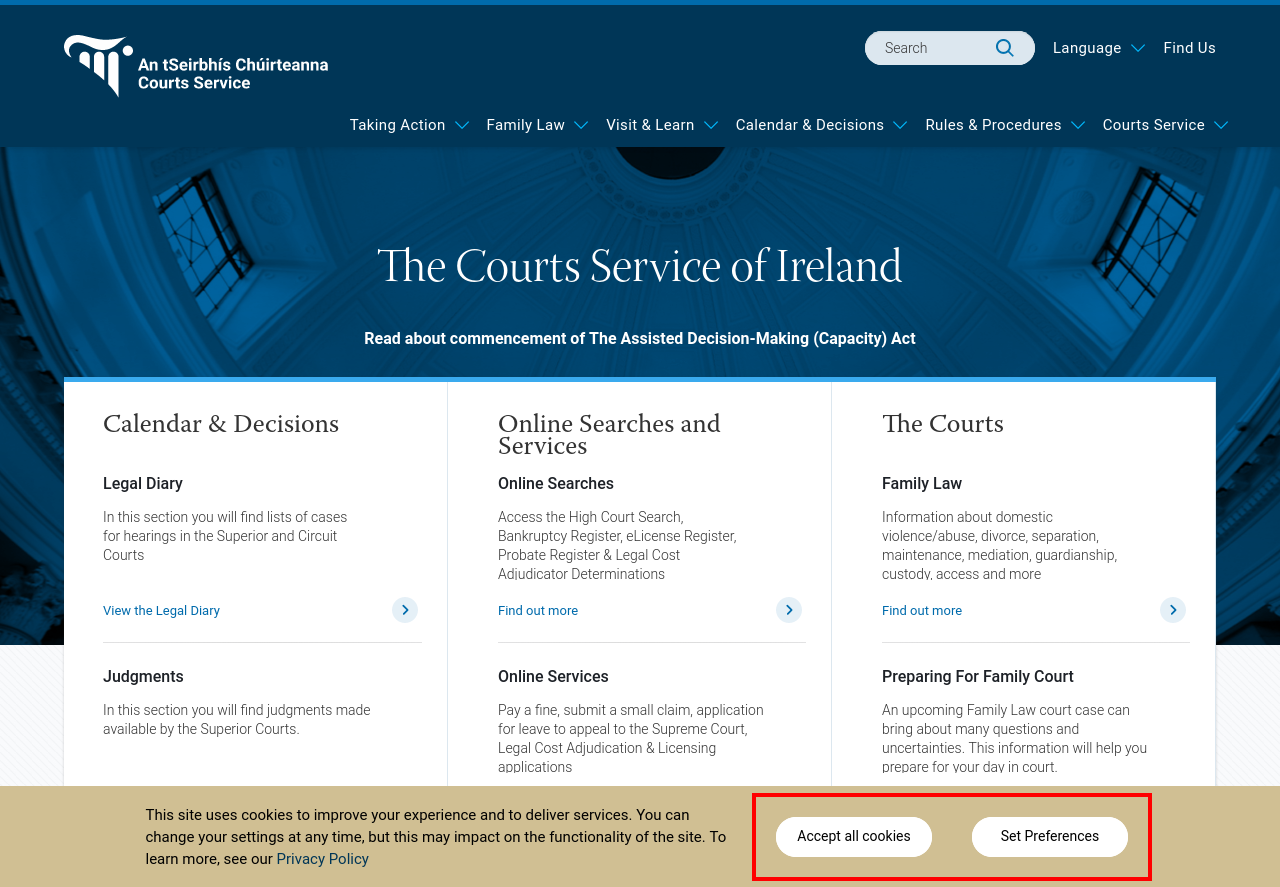 An tSeirbhís Chúirteanna
Courts Service
Search
Language
Find Us
Taking Action
Family Law
Visit & Learn
Calendar & Decisions
Rules & Procedures
Courts Service
The Courts Service of Ireland
Read about commencement of The Assisted Decision-Making (Capacity) Act
Calendar & Decisions
Legal Diary
In this section you will find lists of cases
for hearings in the Superior and Circuit
Courts
View the Legal Diary
Judgments
In this section you will find judgments made
available by the Superior Courts.
Online Searches and
Services
Online Searches
Access the High Court Search,
Bankruptcy Register, eLicense Register,
Probate Register & Legal Cost
Adjudicator Determinations
Find out more
Online Services
Pay a fine, submit a small claim, application
for leave to appeal to the Supreme Court,
Legal Cost Adjudication & Licensing
applications
The Courts
Family Law
Information about domestic
violence/abuse, divorce, separation,
maintenance, mediation, guardianship,
custody, access and more
Find out more
Preparing For Family Court
An upcoming Family Law court case can
bring about many questions and
uncertainties. This information will help you
prepare for your day in court.
This site uses cookies to improve your experience and to deliver services. You can
change your settings at any time, but this may impact on the functionality of the site. To
learn more, see our Privacy Policy
Accept all cookies
Set Preferences